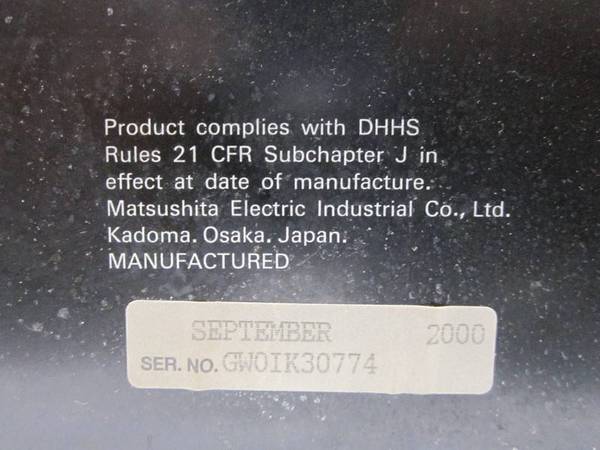 Product complies with DHHS
Rules 21 CFR Subchapter J in
effect at date of manufacture.
Matsushita Electric Industrial Co., Ltd.
Kadoma. Osaka. Japan.
MANUFACTURED
SEPTEMBER 2000
SER. NO. GW0IK30774